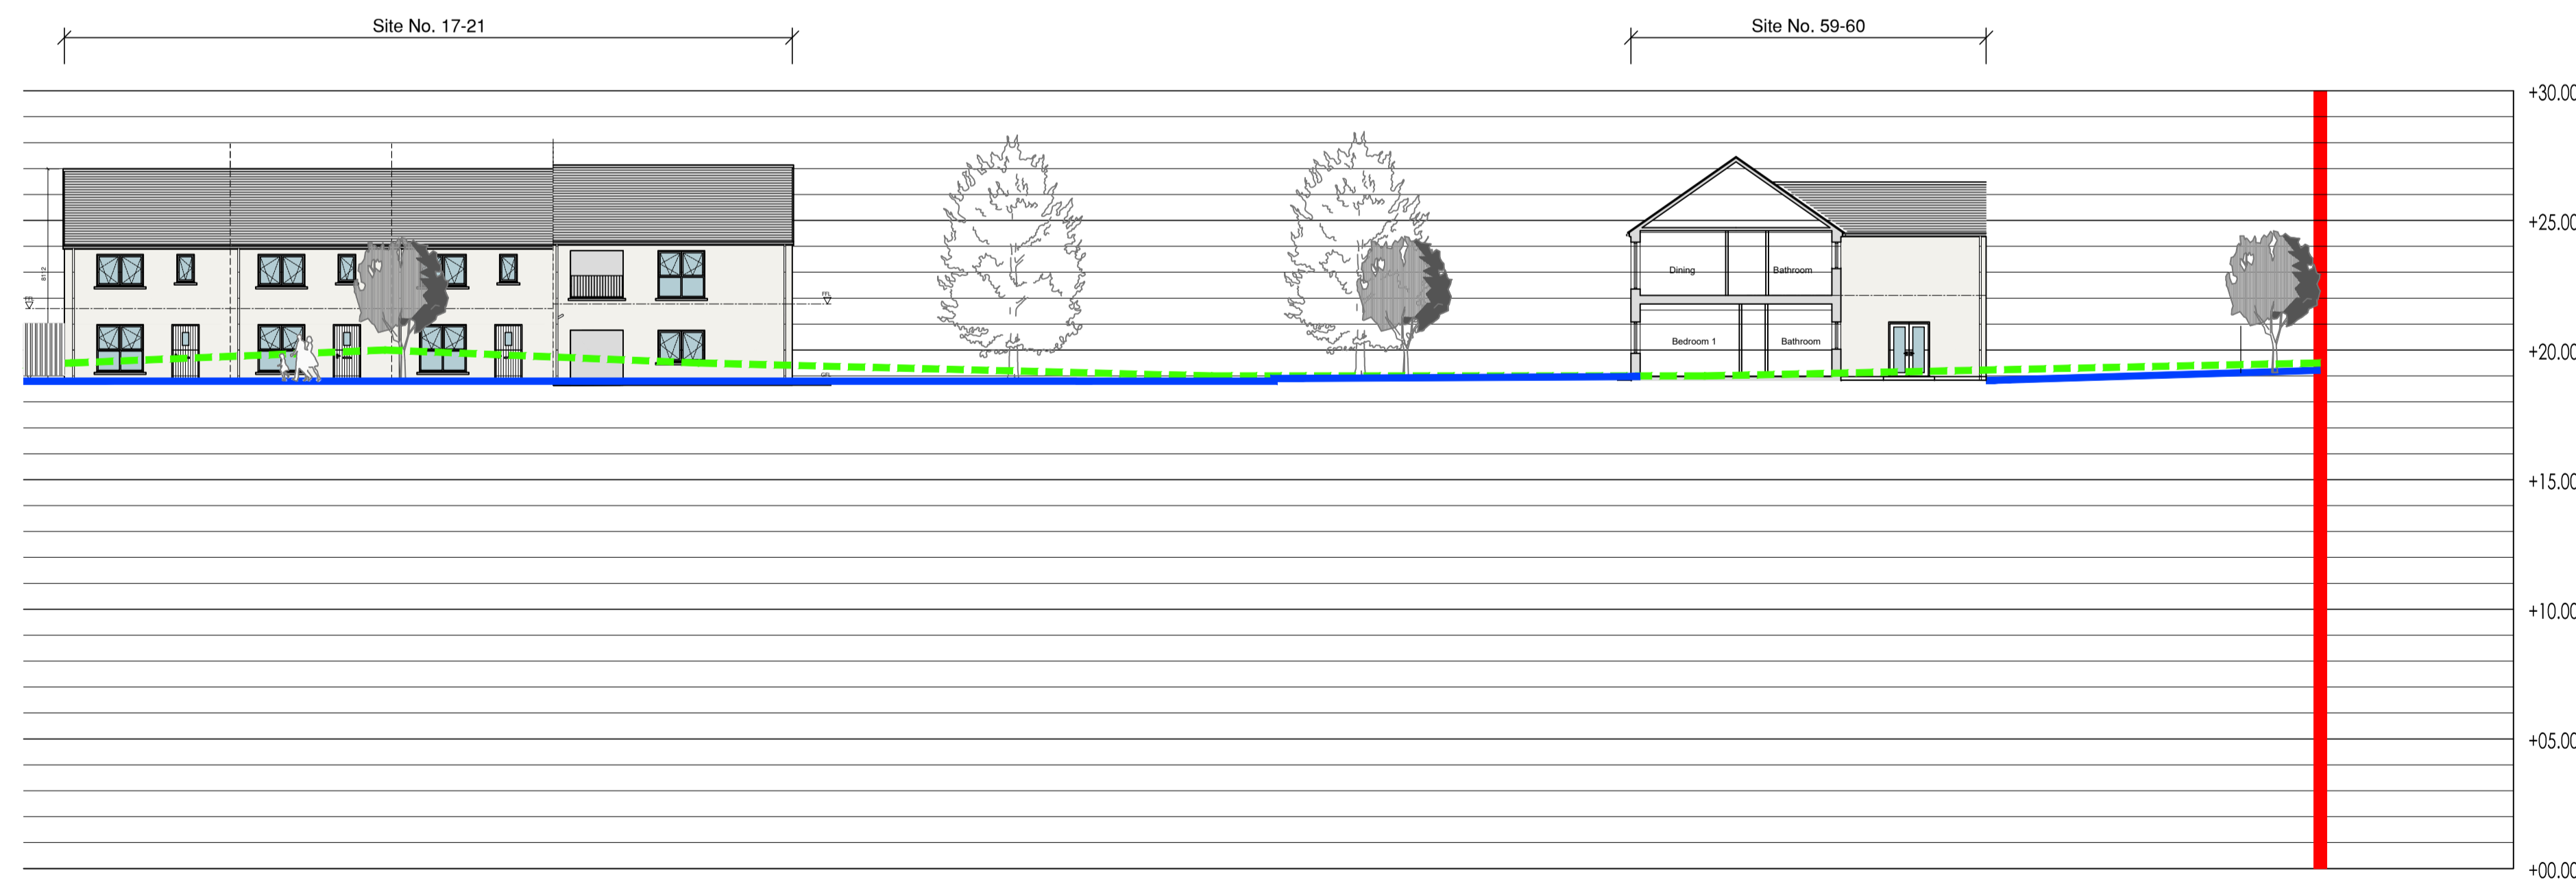 Site No. 17-21
Site No. 59-60
+30.00
+25.00
Dining
Bathroom
Bedroom 1
Bathroom
+20.00
+15.00
+10.00
+05.00
+00.00